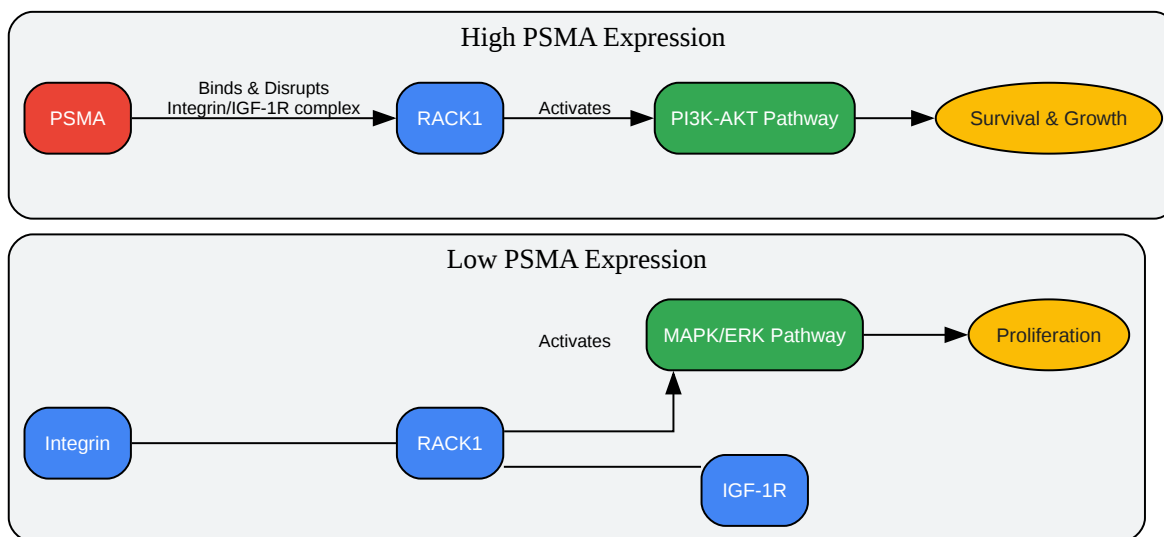 High PSMA Expression
PSMA
Binds & Disrupts
Integrin/IGF-1R complex
RACK1
Activates
PI3K-AKT Pathway
Survival & Growth
Low PSMA Expression
Activates
MAPK/ERK Pathway
Proliferation
Integrin
RACK1
IGF-1R